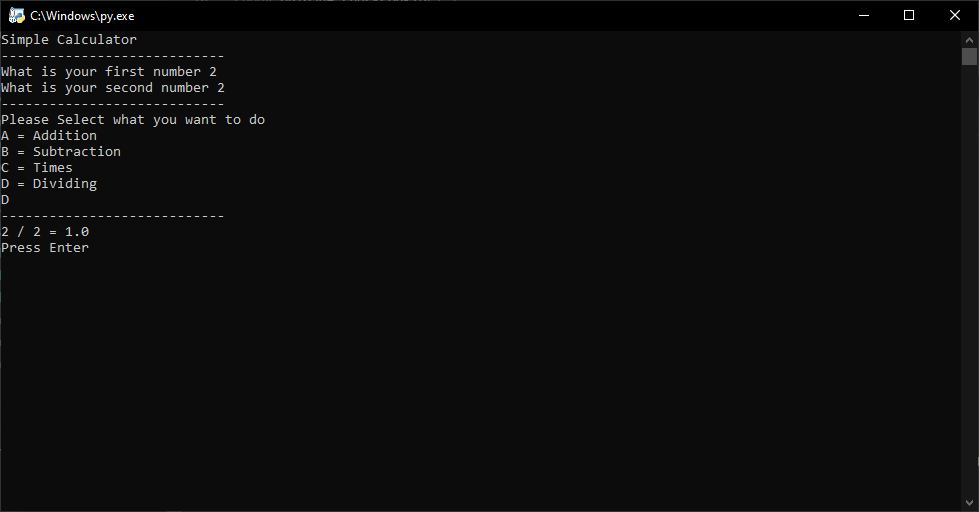 C:\Windows\py.exe
Simple Calculator
----------------------------
What is your first number 2
What is your second number 2
----------------------------
Please Select what you want to do
A = Addition
B = Subtraction
C = Times
D = Dividing
D
----------------------------
2 / 2 = 1.0
Press Enter